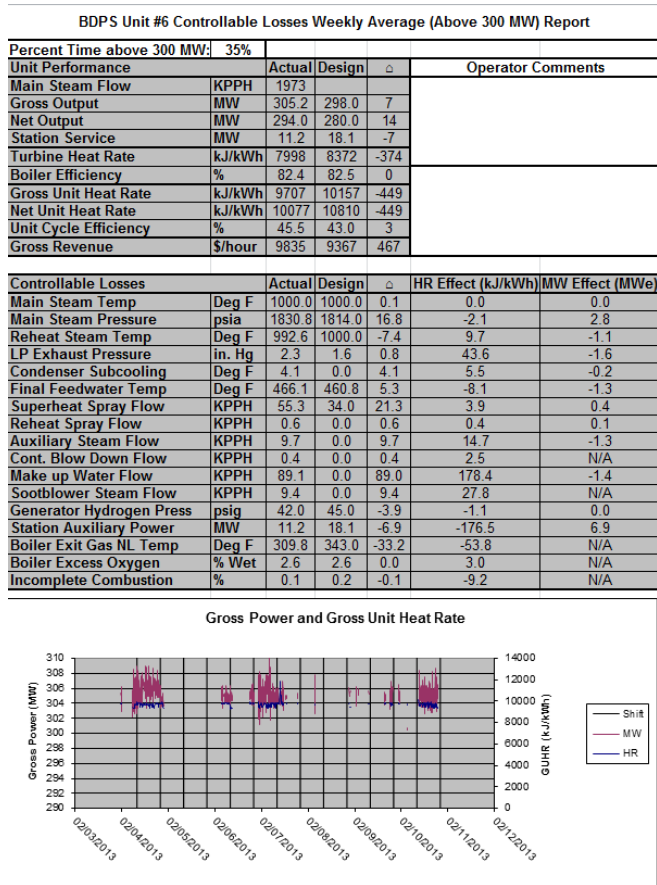 BDPS Unit #6 Controllable Losses Weekly Average (Above 300 MW) Report
Percent Time above 300 MW: 35%
Unit Performance Actual Design ⌂ Operator Comments
Main Steam Flow KPPH 1973
Gross Output MW 305.2 298.0 7
Net Output MW 294.0 280.0 14
Station Service MW 11.2 18.1 -7
Turbine Heat Rate kJ/kWh 7998 8372 -374
Boiler Efficiency % 82.4 82.5 0
Gross Unit Heat Rate kJ/kWh 9707 10157 -449
Net Unit Heat Rate kJ/kWh 10077 10810 -449
Unit Cycle Efficiency % 45.5 43.0 3
Gross Revenue $/hour 9835 9367 467
Controllable Losses Actual Design ⌂ HR Effect (kJ/kWh) MW Effect (MWe)
Main Steam Temp Deg F 1000.0 1000.0 0.1 0.0 0.0
Main Steam Pressure psia 1830.8 1814.0 16.8 -2.1 2.8
Reheat Steam Temp Deg F 992.6 1000.0 -7.4 9.7 -1.1
LP Exhaust Pressure in. Hg 2.3 1.6 0.8 43.6 -1.6
Condenser Subcooling Deg F 4.1 0.0 4.1 5.5 -0.2
Final Feedwater Temp Deg F 466.1 460.8 5.3 -8.1 -1.3
Superheat Spray Flow KPPH 55.3 34.0 21.3 3.9 0.4
Reheat Spray Flow KPPH 0.6 0.0 0.6 0.4 0.1
Auxiliary Steam Flow KPPH 9.7 0.0 9.7 14.7 -1.3
Cont. Blow Down Flow KPPH 0.4 0.0 0.4 2.5 N/A
Make up Water Flow KPPH 89.1 0.0 89.0 178.4 -1.4
Sootblower Steam Flow KPPH 9.4 0.0 9.4 27.8 N/A
Generator Hydrogen Press psig 42.0 45.0 -3.9 -1.1 0.0
Station Auxiliary Power MW 11.2 18.1 -6.9 -176.5 6.9
Boiler Exit Gas NL Temp Deg F 309.8 343.0 -33.2 -53.8 N/A
Boiler Excess Oxygen % Wet 2.6 2.6 0.0 3.0 N/A
Incomplete Combustion % 0.1 0.2 -0.1 -9.2 N/A
Gross Power and Gross Unit Heat Rate
Gross Power (MW)
310
308
306
304
302
300
298
296
294
292
290
14000
12000
10000
8000
6000
4000
2000
0
GUHR (kJ/kWh)
Shift
MW
HR
02/03/2013
02/04/2013
02/05/2013
02/06/2013
02/07/2013
02/08/2013
02/09/2013
02/10/2013
02/11/2013
02/12/2013